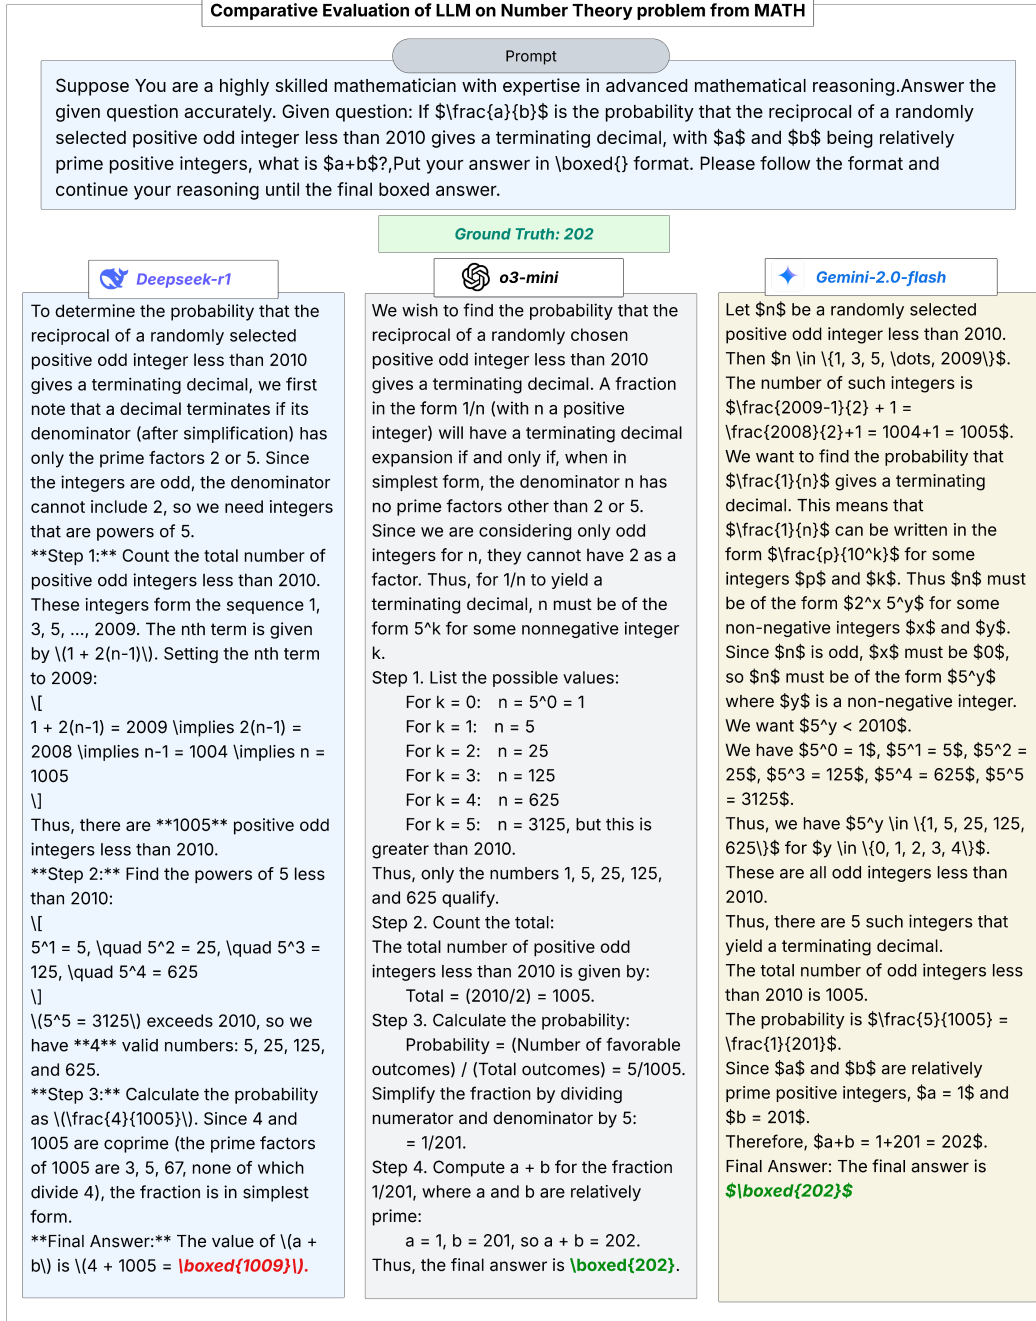 Comparative Evaluation of LLM on Number Theory problem from MATH
Prompt
Suppose You are a highly skilled mathematician with expertise in advanced mathematical reasoning.Answer the
given question accurately. Given question: If $\frac{a}{b}$ is the probability that the reciprocal of a randomly
selected positive odd integer less than 2010 gives a terminating decimal, with $a$ and $b$ being relatively
prime positive integers, what is $a+b$?,Put your answer in \boxed{} format. Please follow the format and
continue your reasoning until the final boxed answer.
Ground Truth: 202
Deepseek-r1
To determine the probability that the
reciprocal of a randomly selected
positive odd integer less than 2010
gives a terminating decimal, we first
note that a decimal terminates if its
denominator (after simplification) has
only the prime factors 2 or 5. Since
the integers are odd, the denominator
cannot include 2, so we need integers
that are powers of 5.
**Step 1:** Count the total number of
positive odd integers less than 2010.
These integers form the sequence 1,
3, 5, ..., 2009. The nth term is given
by \(1 + 2(n-1)\). Setting the nth term
to 2009:
\[
1 + 2(n-1) = 2009 \implies 2(n-1) =
2008 \implies n-1 = 1004 \implies n =
1005
\]
Thus, there are **1005** positive odd
integers less than 2010.
**Step 2:** Find the powers of 5 less
than 2010:
\[
5^1 = 5, \quad 5^2 = 25, \quad 5^3 =
125, \quad 5^4 = 625
\]
\(5^5 = 3125\) exceeds 2010, so we
have **4** valid numbers: 5, 25, 125,
and 625.
**Step 3:** Calculate the probability
as \(\frac{4}{1005}\). Since 4 and
1005 are coprime (the prime factors
of 1005 are 3, 5, 67, none of which
divide 4), the fraction is in simplest
form.
**Final Answer:** The value of \(a +
b\) is \(4 + 1005 = \boxed{1009}\).
o3-mini
We wish to find the probability that the
reciprocal of a randomly chosen
positive odd integer less than 2010
gives a terminating decimal. A fraction
in the form 1/n (with n a positive
integer) will have a terminating decimal
expansion if and only if, when in
simplest form, the denominator n has
no prime factors other than 2 or 5.
Since we are considering only odd
integers for n, they cannot have 2 as a
factor. Thus, for 1/n to yield a
terminating decimal, n must be of the
form 5^k for some nonnegative integer
k.
Step 1. List the possible values:
For k = 0: n = 5^0 = 1
For k = 1: n = 5
For k = 2: n = 25
For k = 3: n = 125
For k = 4: n = 625
For k = 5: n = 3125, but this is
greater than 2010.
Thus, only the numbers 1, 5, 25, 125,
and 625 qualify.
Step 2. Count the total:
The total number of positive odd
integers less than 2010 is given by:
Total = (2010/2) = 1005.
Step 3. Calculate the probability:
Probability = (Number of favorable
outcomes) / (Total outcomes) = 5/1005.
Simplify the fraction by dividing
numerator and denominator by 5:
= 1/201.
Step 4. Compute a + b for the fraction
1/201, where a and b are relatively
prime:
a = 1, b = 201, so a + b = 202.
Thus, the final answer is \boxed{202}.
Gemini-2.0-flash
Let $n$ be a randomly selected
positive odd integer less than 2010.
Then $n \in \{1, 3, 5, \dots, 2009\}$.
The number of such integers is
$\frac{2009-1}{2} + 1 =
\frac{2008}{2}+1 = 1004+1 = 1005$.
We want to find the probability that
$\frac{1}{n}$ gives a terminating
decimal. This means that
$\frac{1}{n}$ can be written in the
form $\frac{p}{10^k}$ for some
integers $p$ and $k$. Thus $n$ must
be of the form $2^x 5^y$ for some
non-negative integers $x$ and $y$.
Since $n$ is odd, $x$ must be $0$,
so $n$ must be of the form $5^y$
where $y$ is a non-negative integer.
We want $5^y < 2010$.
We have $5^0 = 1$, $5^1 = 5$, $5^2 =
25$, $5^3 = 125$, $5^4 = 625$, $5^5
= 3125$.
Thus, we have $5^y \in \{1, 5, 25, 125,
625\}$ for $y \in \{0, 1, 2, 3, 4\}$.
These are all odd integers less than
2010.
Thus, there are 5 such integers that
yield a terminating decimal.
The total number of odd integers less
than 2010 is 1005.
The probability is $\frac{5}{1005} =
\frac{1}{201}$.
Since $a$ and $b$ are relatively
prime positive integers, $a = 1$ and
$b = 201$.
Therefore, $a+b = 1+201 = 202$.
Final Answer: The final answer is
$\boxed{202}$